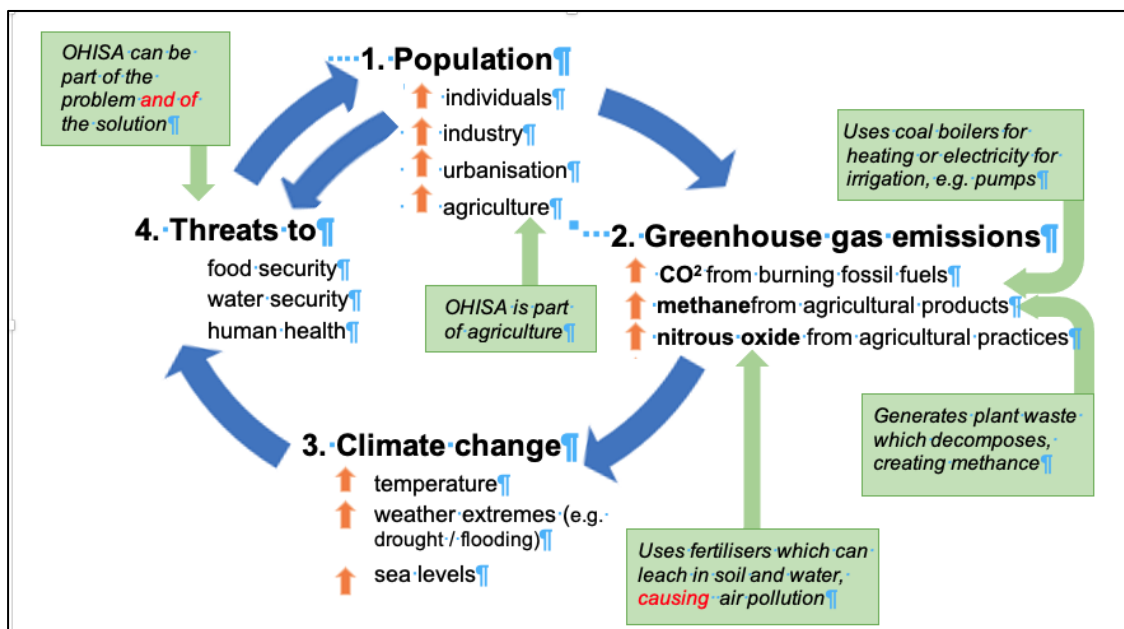 OHISA can be
part of the
problem and of
the solution¶
1. Population¶
individuals¶
industry¶
urbanisation¶
agriculture¶
Uses coal boilers for
heating or electricity for
irrigation, e.g. pumps¶
4. Threats to¶
food security¶
water security¶
human health¶
OHISA is part
of agriculture¶
2. Greenhouse gas emissions¶
CO² from burning fossil fuels¶
methanefrom agricultural products¶
nitrous oxide from agricultural practices¶
Generates plant waste
which decomposes,
creating methance¶
3. Climate change¶
temperature¶
weather extremes (e.g.
drought / flooding)¶
sea levels¶
Uses fertilisers which can
leach in soil and water,
causing air pollution¶